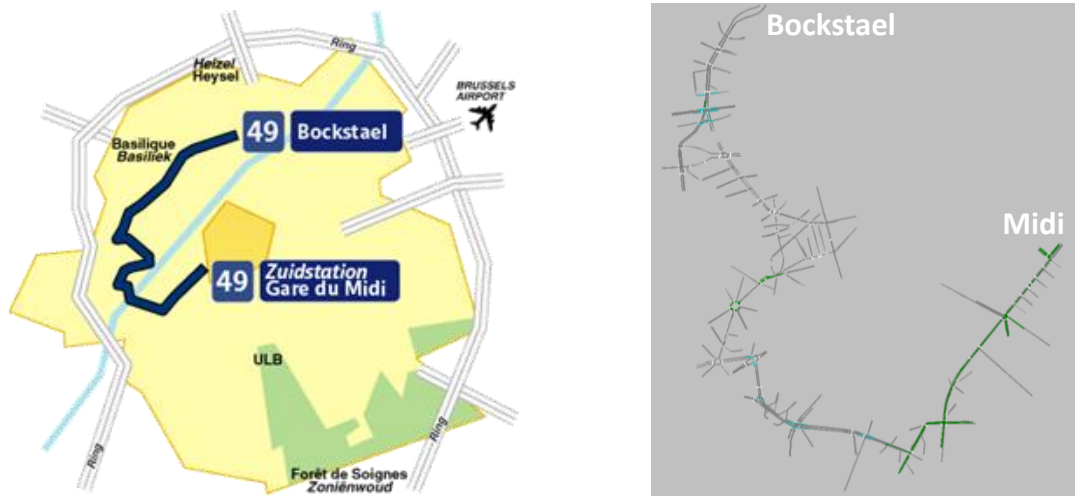 Ring
Heizel
Heysel
BRUSSELS
AIRPORT
49 Bockstael
Basilique
Basiliek
49 Zuidstation
Gare du Midi
ULB
Ring
Ring
Forêt de Soignes
Zoniënwoud
Bockstael
Midi